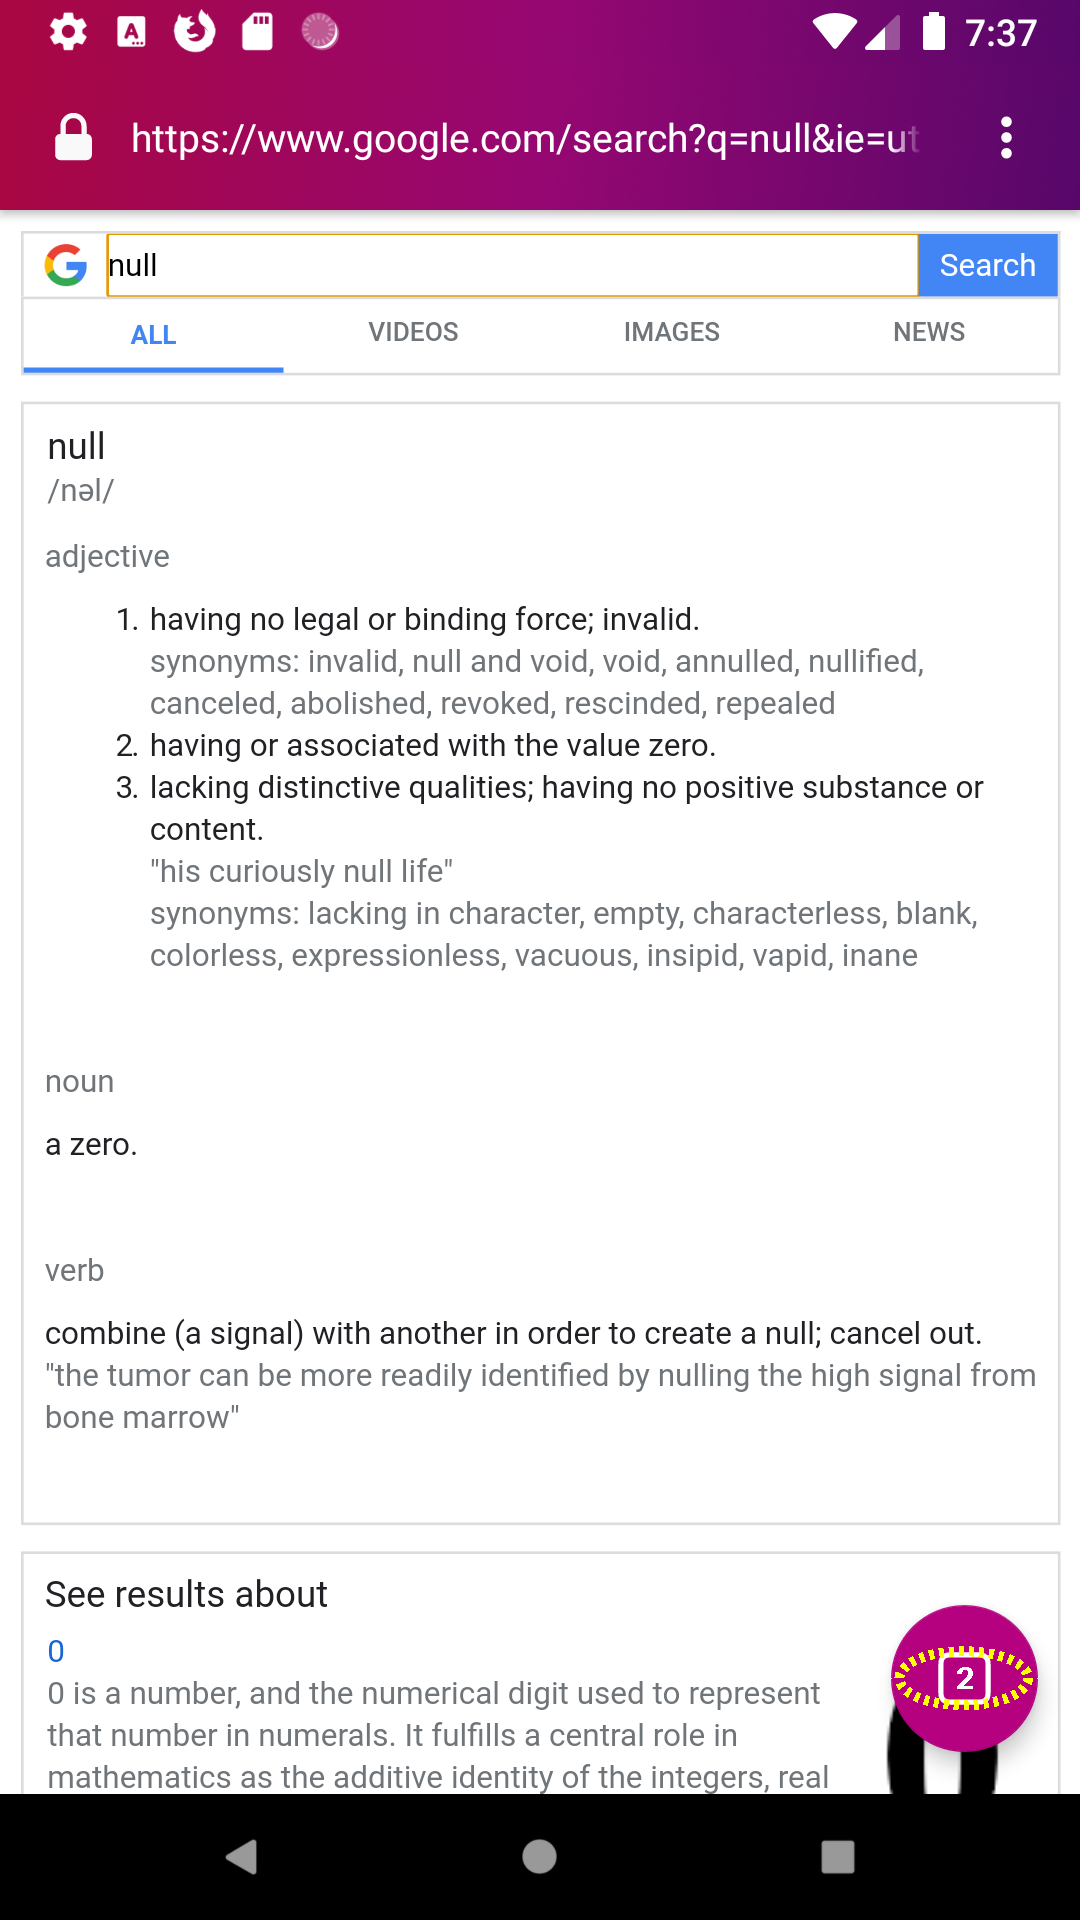 7:37
https://www.google.com/search?q=null&ie=ut
null
Search
ALL
VIDEOS
IMAGES
NEWS
null
/nəl/
adjective
1. having no legal or binding force; invalid.
synonyms: invalid, null and void, void, annulled, nullified,
canceled, abolished, revoked, rescinded, repealed
2. having or associated with the value zero.
3. lacking distinctive qualities; having no positive substance or
content.
"his curiously null life"
synonyms: lacking in character, empty, characterless, blank,
colorless, expressionless, vacuous, insipid, vapid, inane
noun
a zero.
verb
combine (a signal) with another in order to create a null; cancel out.
"the tumor can be more readily identified by nulling the high signal from
bone marrow"
See results about
0
0 is a number, and the numerical digit used to represent
that number in numerals. It fulfills a central role in
mathematics as the additive identity of the integers, real
2